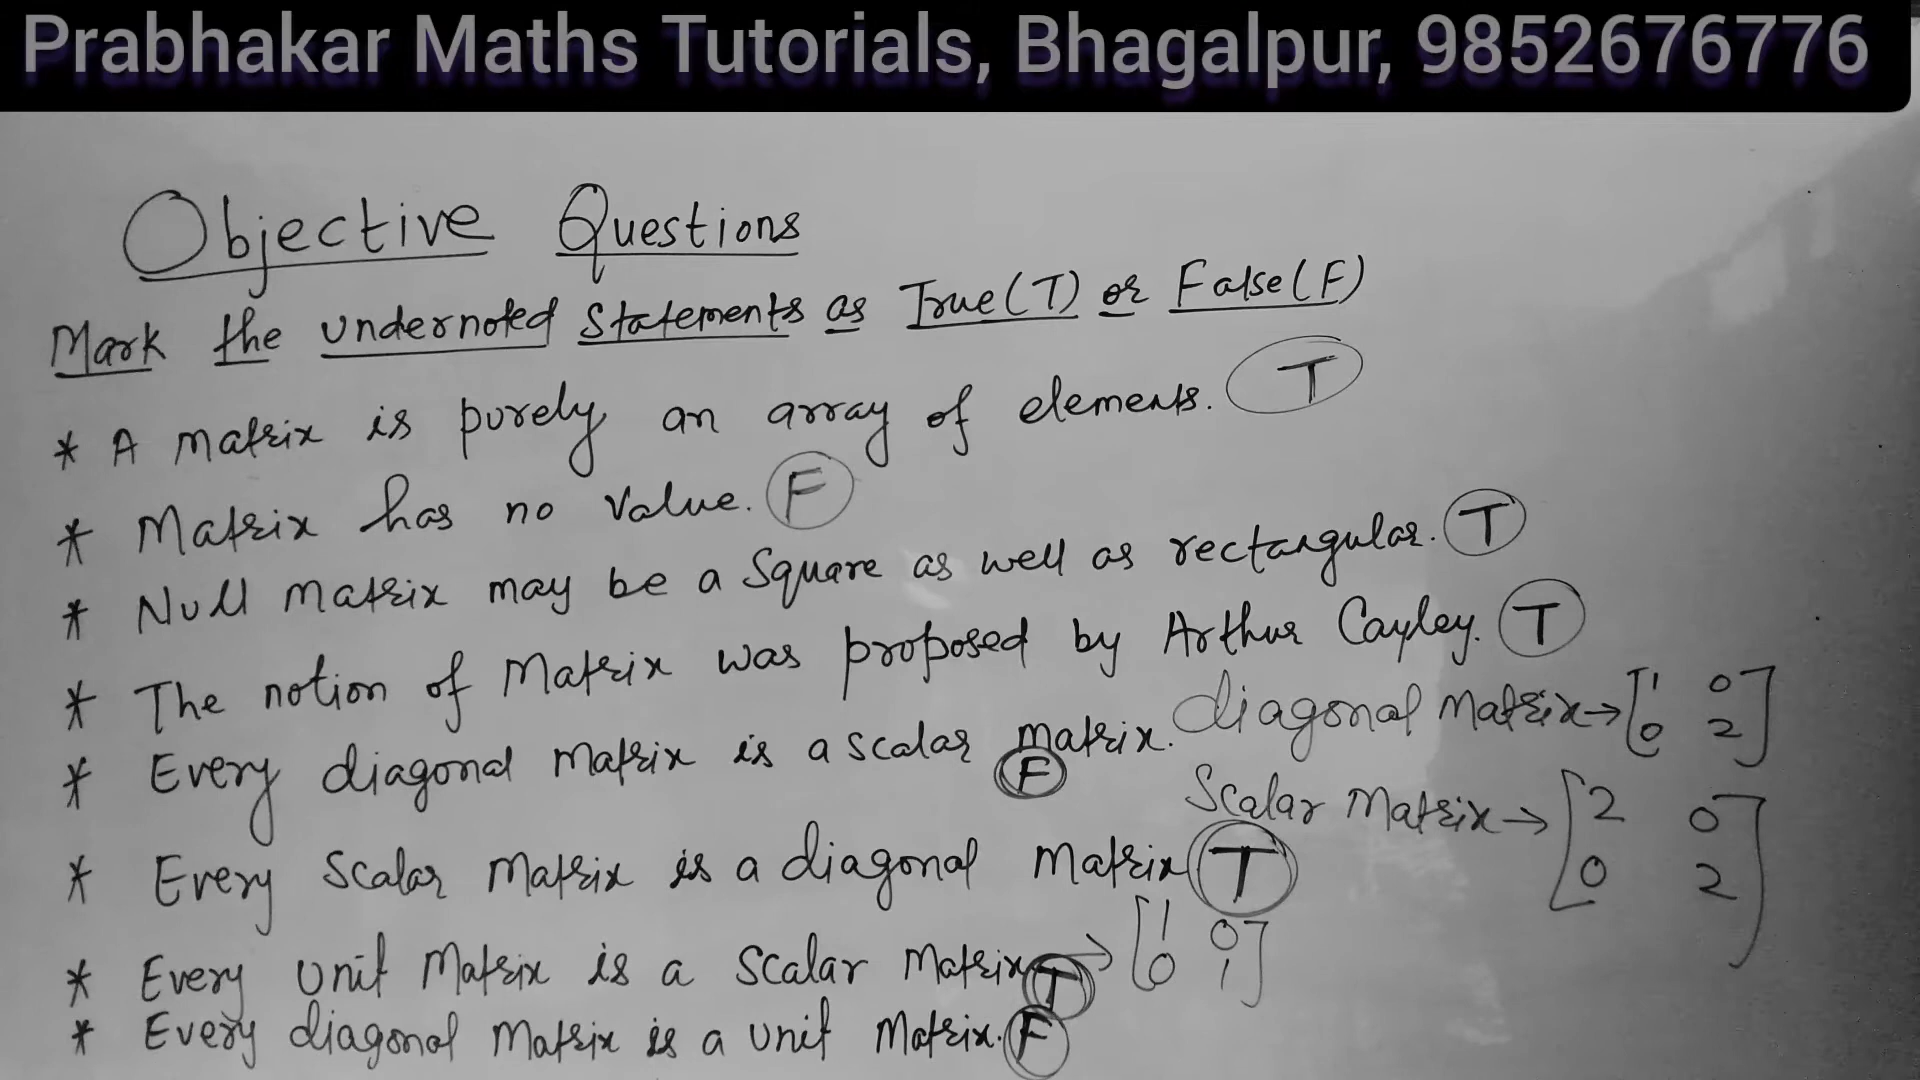 Prabhakar Maths Tutorials, Bhagalpur, 9852676776
Objective Questions
Mark the undernoted Statements as True(T) or False(F)
* A matrix is purely an array of elements. T
* Matrix has no value. F
* Null matrix may be a square as well as rectangular. T
* The notion of Matrix was proposed by Arthur Cayley. T
* Every diagonal matrix is a scalar matrix. F
diagonal matrix → [1 0
0 2]
Scalar Matrix → [2 0
0 2]
* Every scalar matrix is a diagonal matrix T
* Every unit matrix is a scalar matrix T → [1 0
0 1]
* Every diagonal matrix is a unit matrix. F